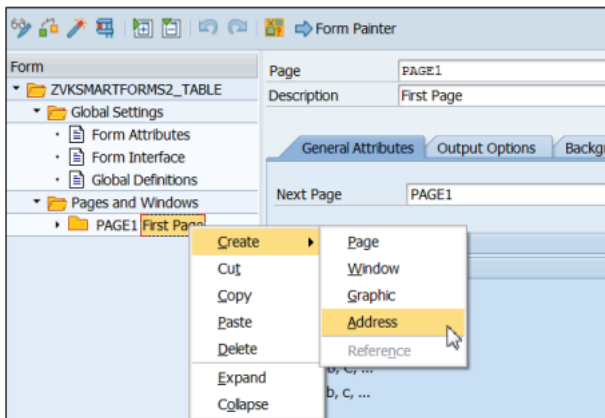 Form Painter
Form
ZVKSMARTFORMS2_TABLE
Global Settings
Form Attributes
Form Interface
Global Definitions
Pages and Windows
PAGE1 First Page
Page PAGE1
Description First Page
General Attributes Output Options Backgr
Next Page PAGE1
Create
Cut
Copy
Paste
Delete
Expand
Collapse
Page
Window
Graphic
Address
Reference
b, c, ...
b, c, ...